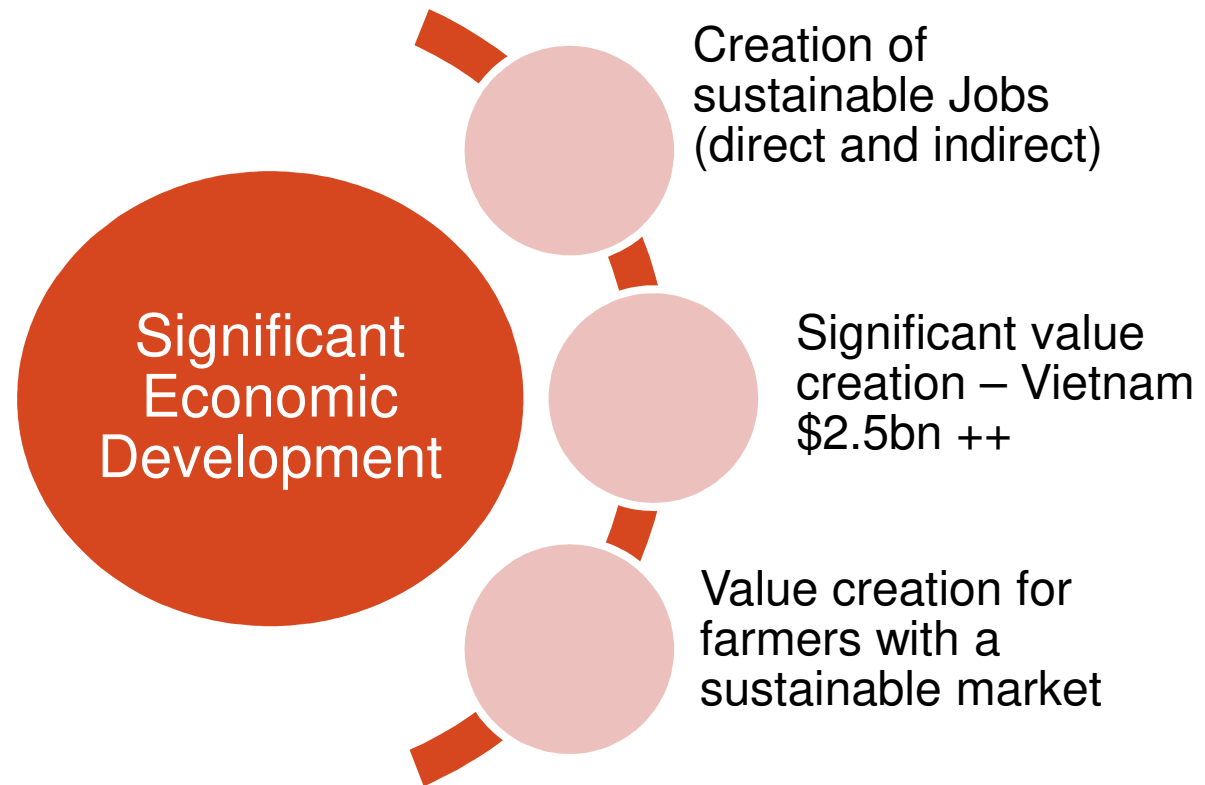 Significant
Economic
Development
Creation of
sustainable Jobs
(direct and indirect)
Significant value
creation – Vietnam
$2.5bn ++
Value creation for
farmers with a
sustainable market